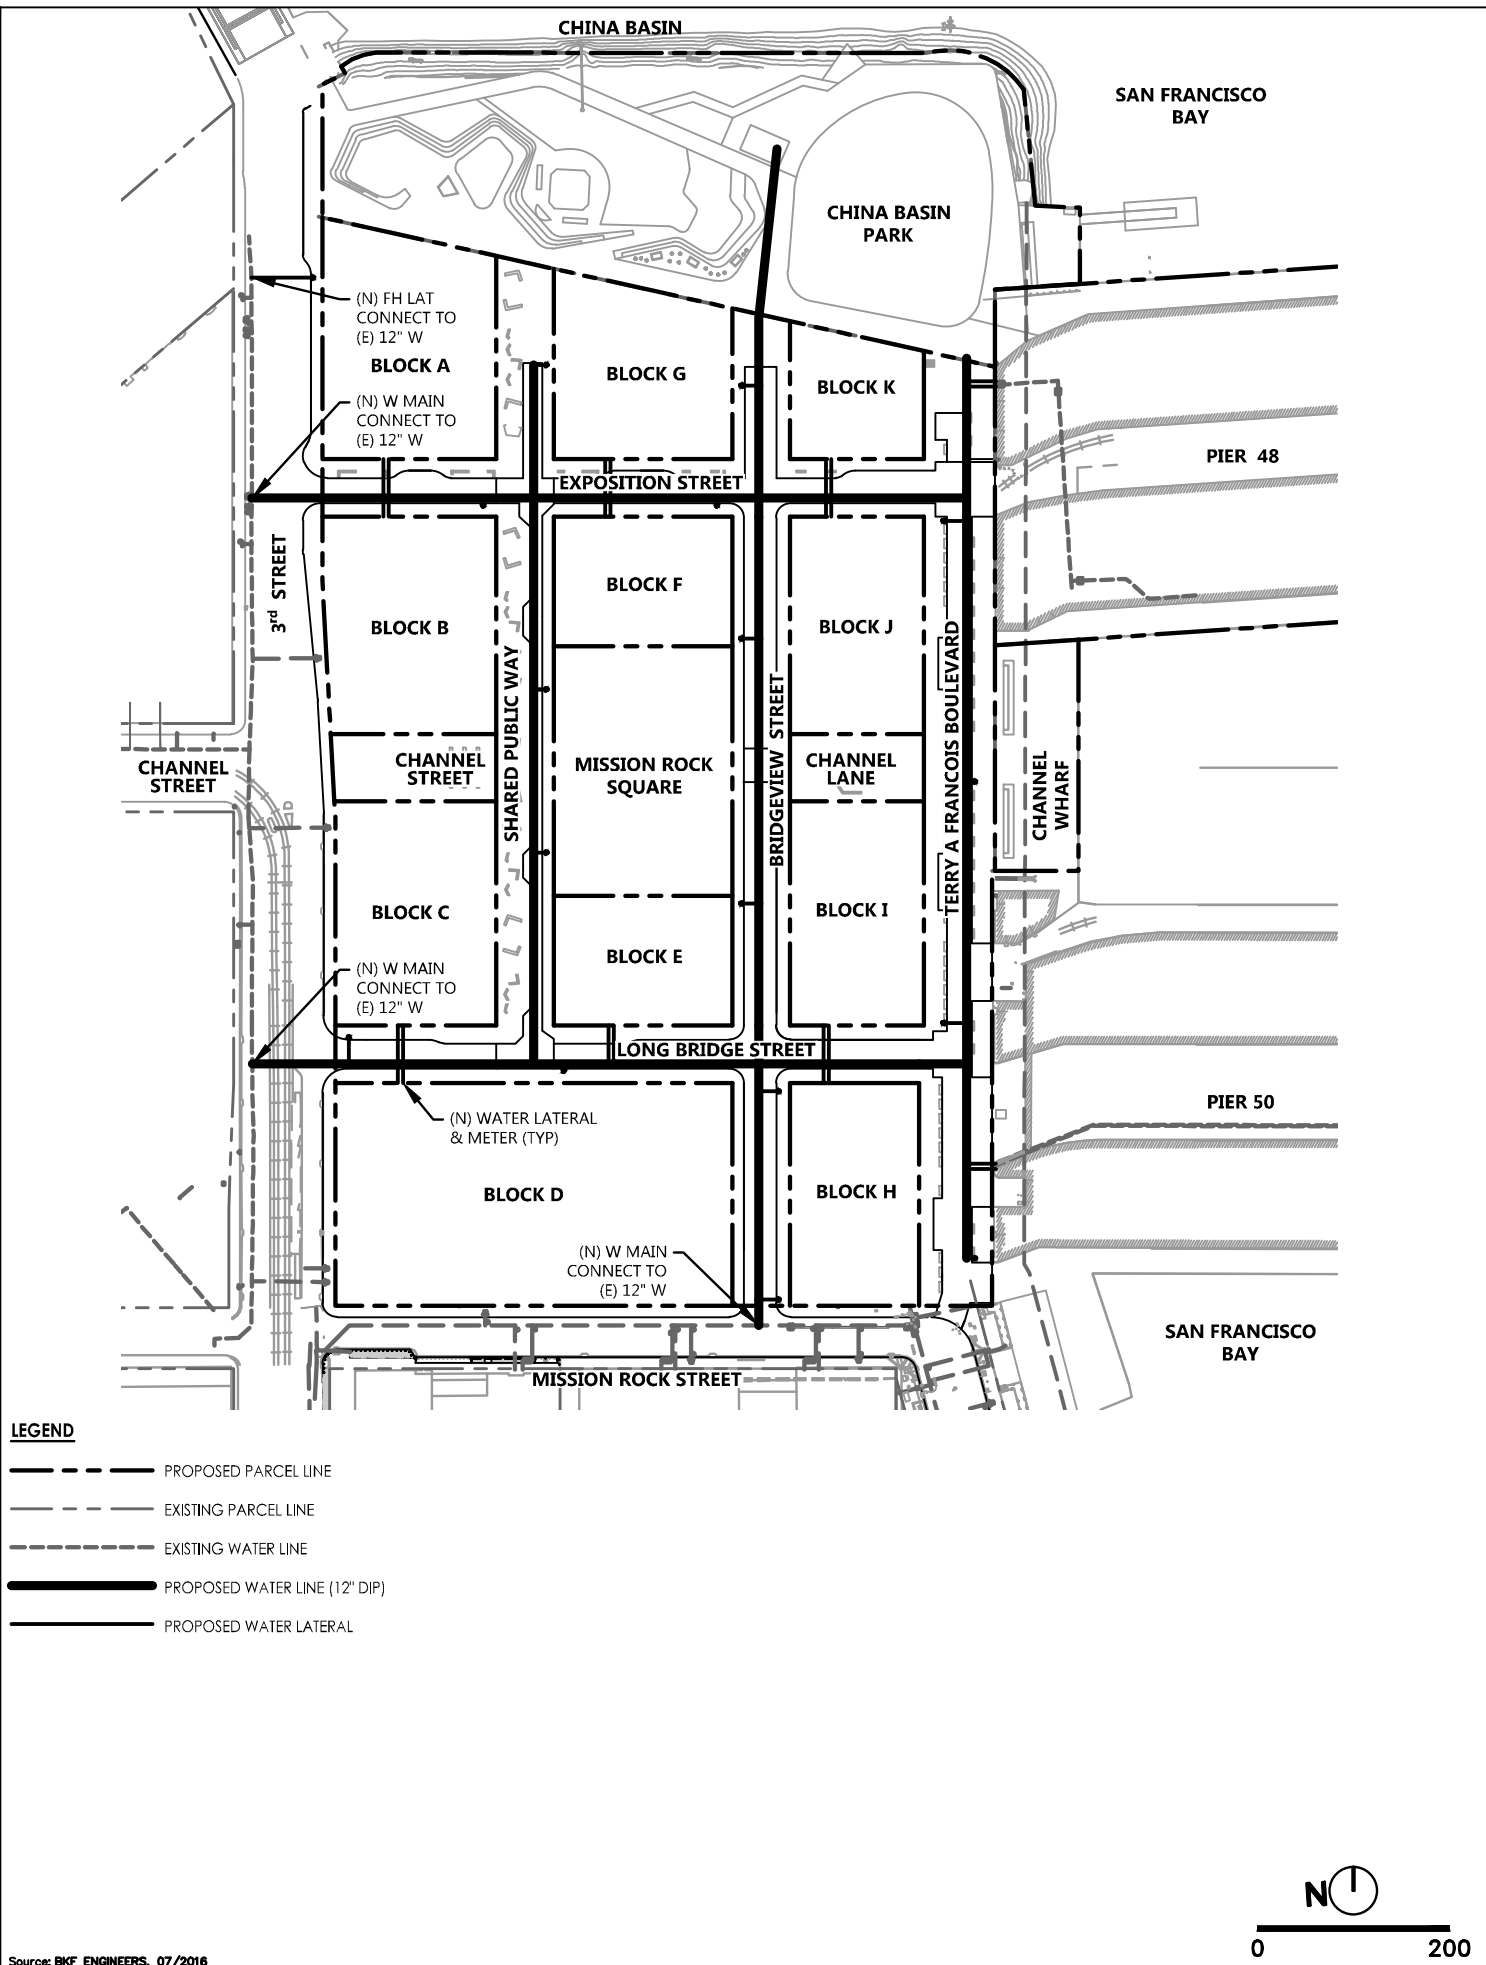 CHINA BASIN
SAN FRANCISCO
BAY
CHINA BASIN
PARK
(N) FH LAT
CONNECT TO
(E) 12" W
BLOCK A
BLOCK G
BLOCK K
(N) W MAIN
CONNECT TO
(E) 12" W
PIER 48
EXPOSITION STREET
3rd STREET
BLOCK B
BLOCK F
BLOCK J
SHARED PUBLIC WAY
BRIDGEVIEW STREET
TERRY A FRANCOIS BOULEVARD
CHANNEL
STREET
CHANNEL
STREET
MISSION ROCK
SQUARE
CHANNEL
LANE
CHANNEL
WHARF
BLOCK C
BLOCK I
BLOCK E
(N) W MAIN
CONNECT TO
(E) 12" W
LONG BRIDGE STREET
(N) WATER LATERAL
& METER (TYP)
PIER 50
BLOCK D
BLOCK H
(N) W MAIN
CONNECT TO
(E) 12" W
SAN FRANCISCO
BAY
MISSION ROCK STREET
LEGEND
PROPOSED PARCEL LINE
EXISTING PARCEL LINE
EXISTING WATER LINE
PROPOSED WATER LINE (12" DIP)
PROPOSED WATER LATERAL
N
0 200
Source: BKF ENGINEERS, 07/2016